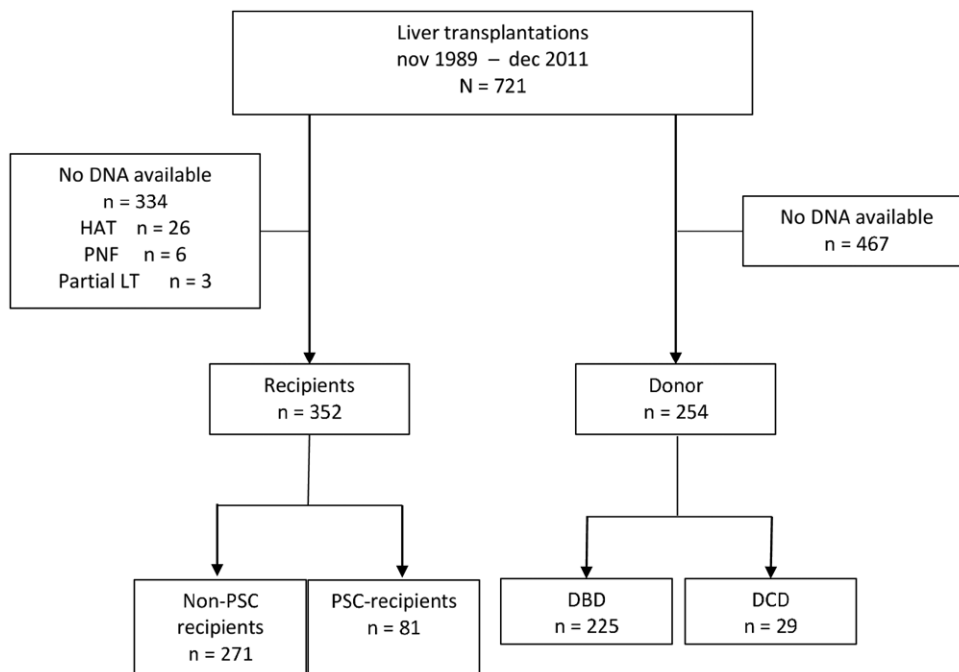 Liver transplantations
nov 1989 – dec 2011
N = 721
No DNA available
n = 334
HAT n = 26
PNF n = 6
Partial LT n = 3
No DNA available
n = 467
Recipients
n = 352
Donor
n = 254
Non-PSC
recipients
n = 271
PSC-recipients
n = 81
DBD
n = 225
DCD
n = 29